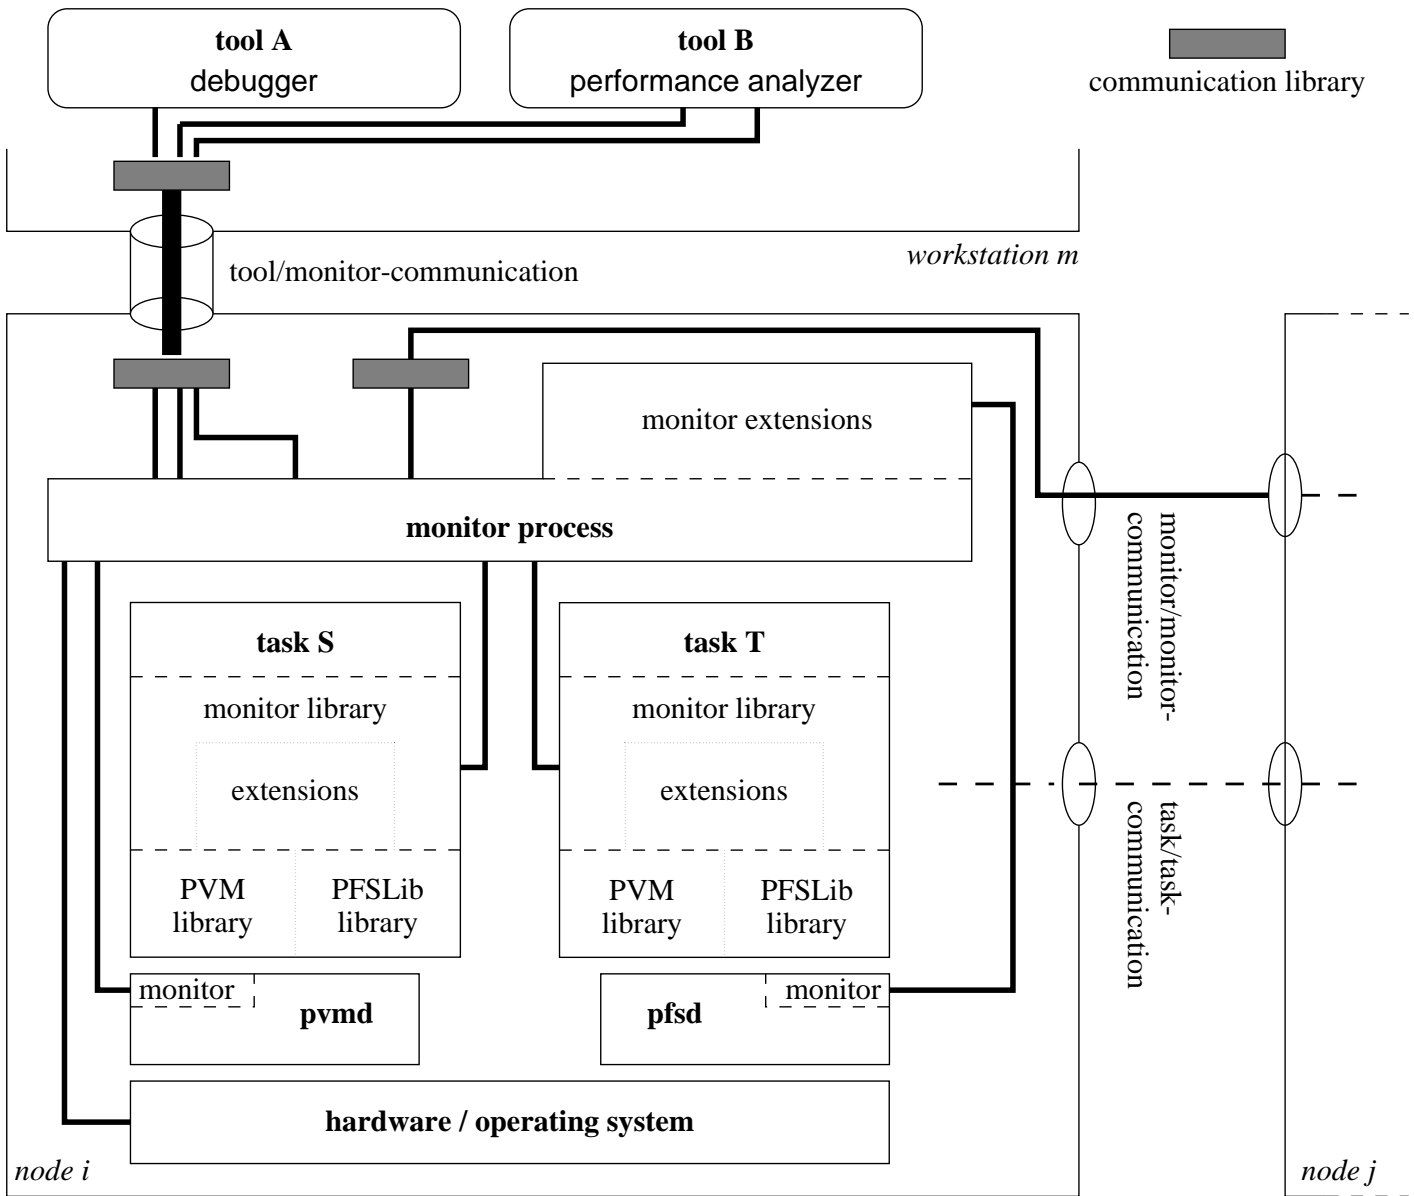 tool A
debugger
tool B
performance analyzer
communication library
workstation m
tool/monitor-communication
monitor extensions
monitor process
monitor/monitor-
communication
task S
monitor library
extensions
PVM
library
PFSLib
library
task T
monitor library
extensions
PVM
library
PFSLib
library
task/task-
communication
monitor
pvmd
monitor
pfsd
hardware / operating system
node i
node j